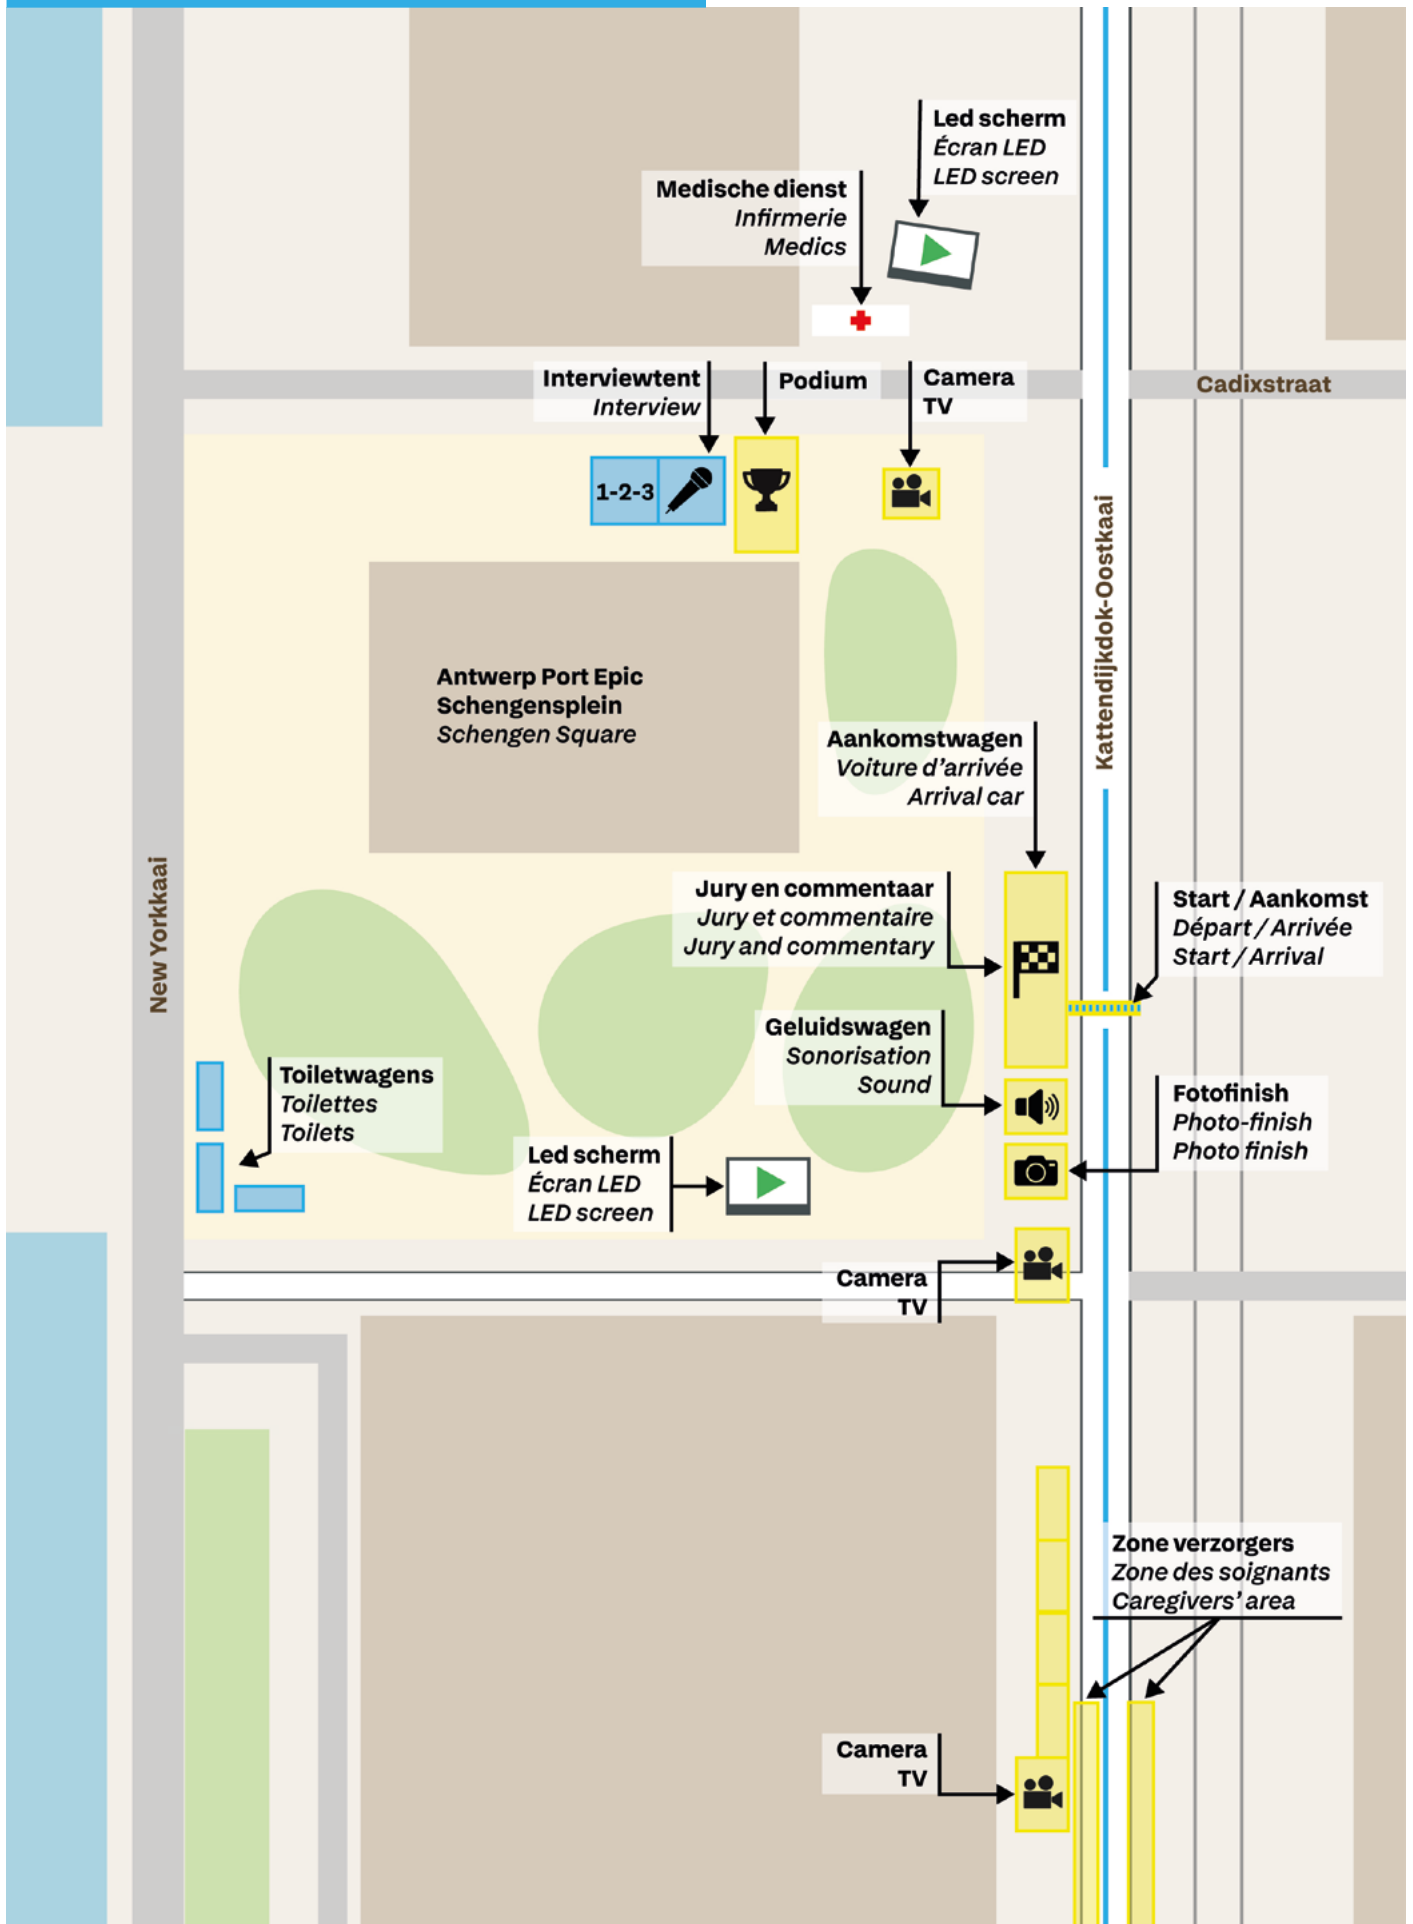 Led scherm
Écran LED
LED screen
Medische dienst
Infirmerie
Medics
Interviewtent
Interview
Podium
Camera
TV
Cadixstraat
1-2-3
Kattendijkdok-Oostkaai
Antwerp Port Epic
Schengensplein
Schengen Square
Aankomstwagen
Voiture d'arrivée
Arrival car
New Yorkkaai
Jury en commentaar
Jury et commentaire
Jury and commentary
Start / Aankomst
Départ / Arrivée
Start / Arrival
Geluidswagen
Sonorisation
Sound
Toiletwagens
Toilettes
Toilets
Fotofinish
Photo-finish
Photo finish
Led scherm
Écran LED
LED screen
Camera
TV
Zone verzorgers
Zone des soignants
Caregivers' area
Camera
TV